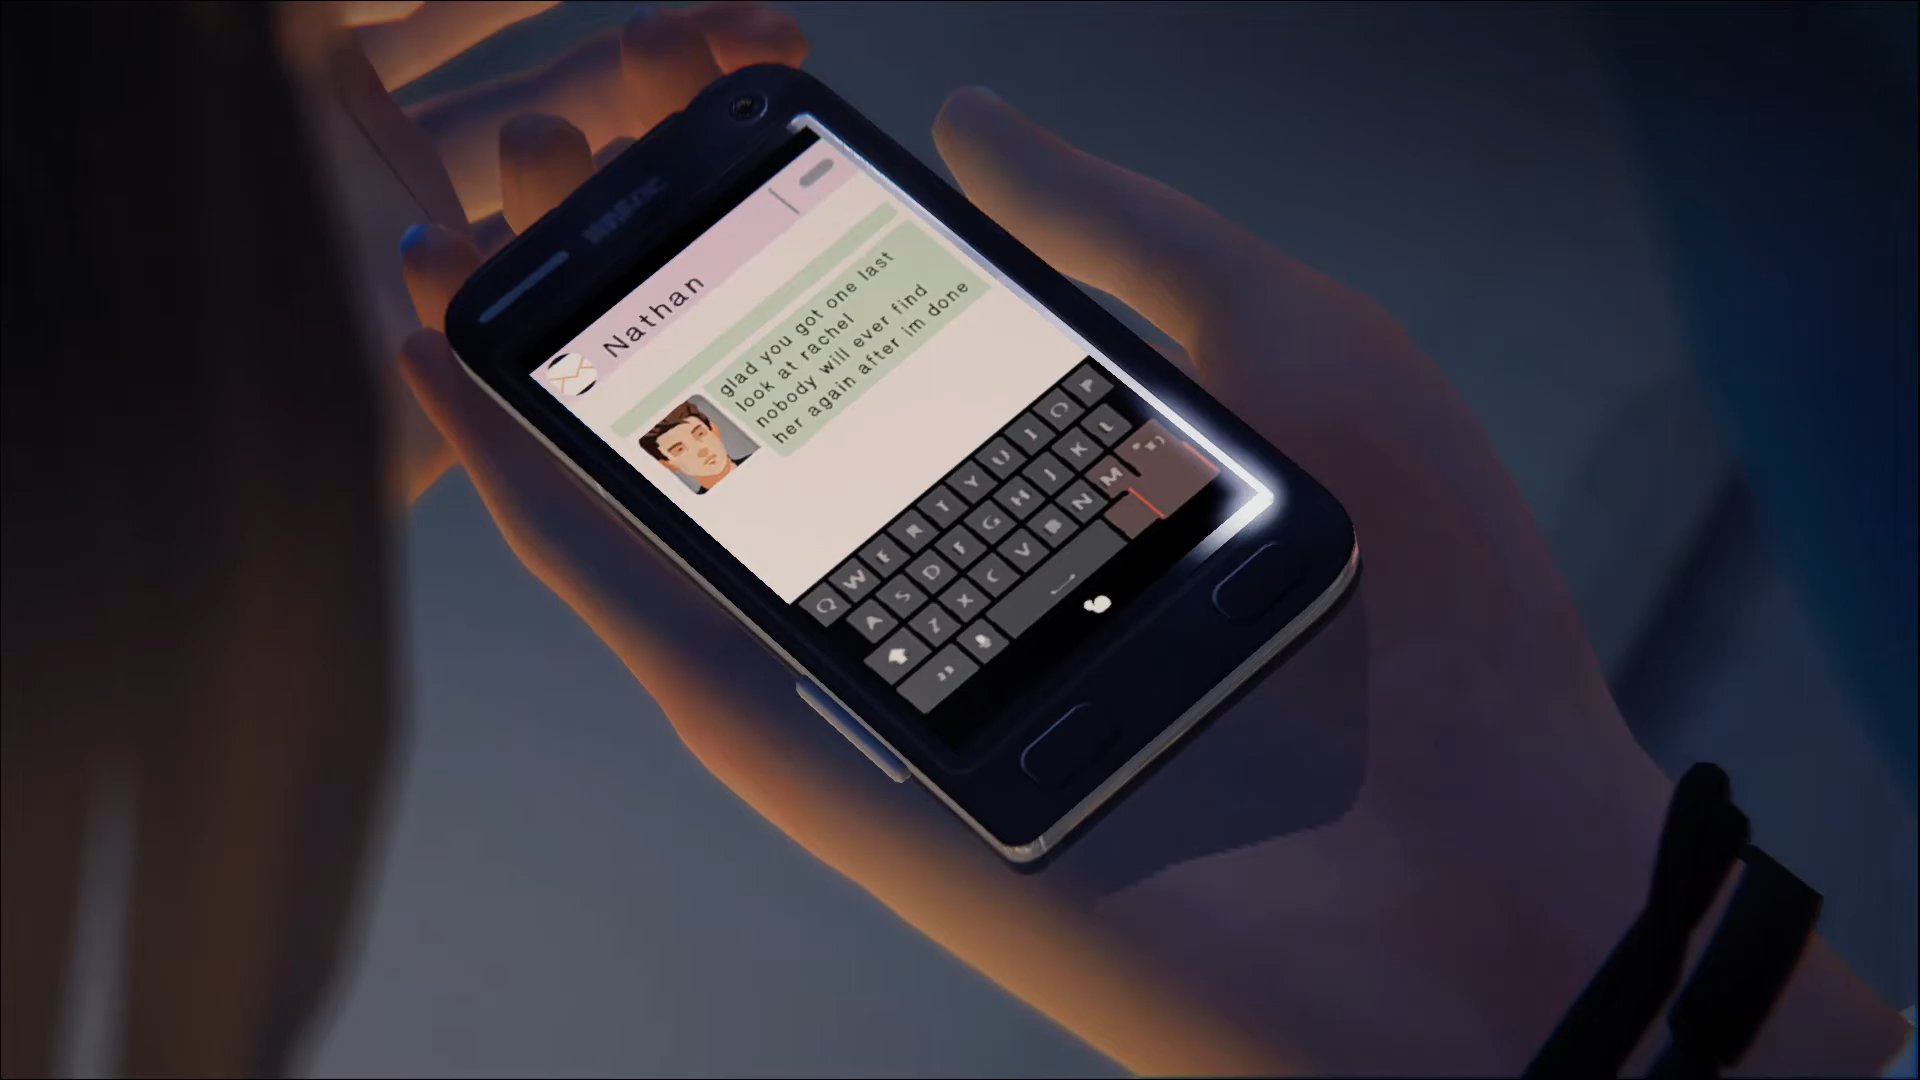 Nathan
glad you got one last
look at rachel
nobody will ever find
her again after im done
Q W E R T Y U I O P
A S D F G H J K L
Z X C V N M